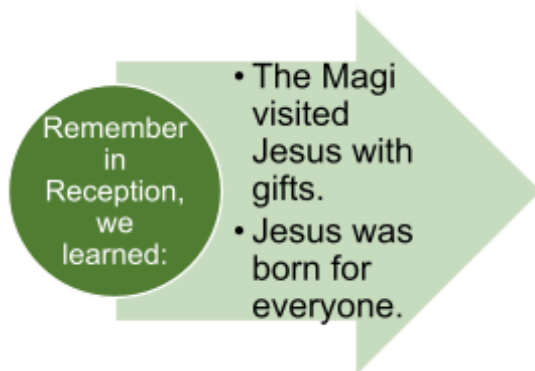 Remember
in
Reception,
we
learned:
• The Magi
visited
Jesus with
gifts.
• Jesus was
born for
everyone.